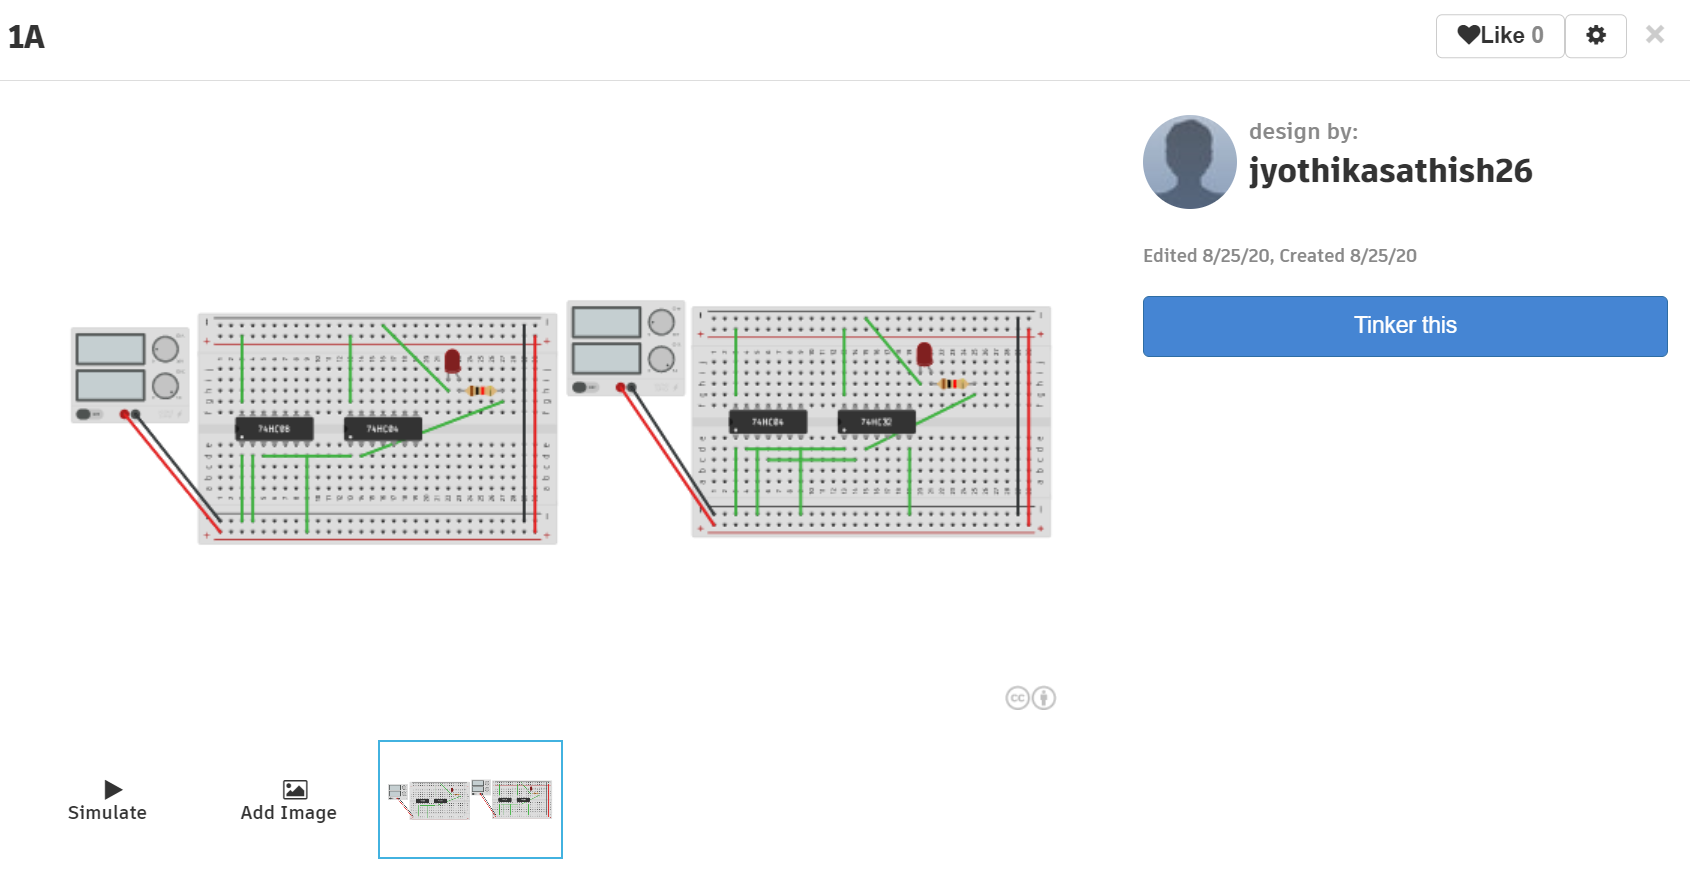 1A
Like 0
design by:
jyothikasathish26
Edited 8/25/20, Created 8/25/20
Tinker this
74HC08
74HC04
74HC04
74HC32
cc
Simulate
Add Image